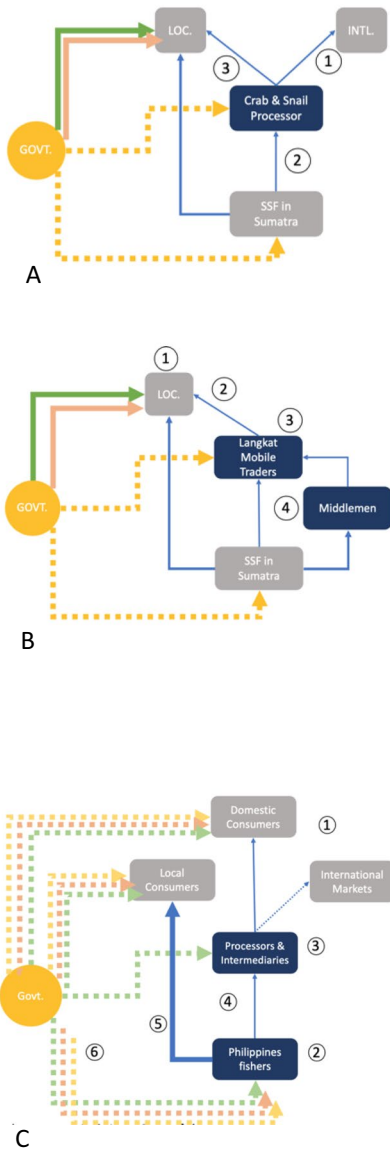 LOC.
INTL.
③
①
Crab & Snail
Processor
GOVT.
②
SSF in
Sumatra
A
①
LOC.
②
③
Langkat
Mobile
Traders
GOVT.
④
Middlemen
SSF in
Sumatra
B
Domestic
Consumers
①
Local
Consumers
International
Markets
Processors &
Intermediaries
③
Govt.
④
⑤
⑥
Philippines
fishers
②
C